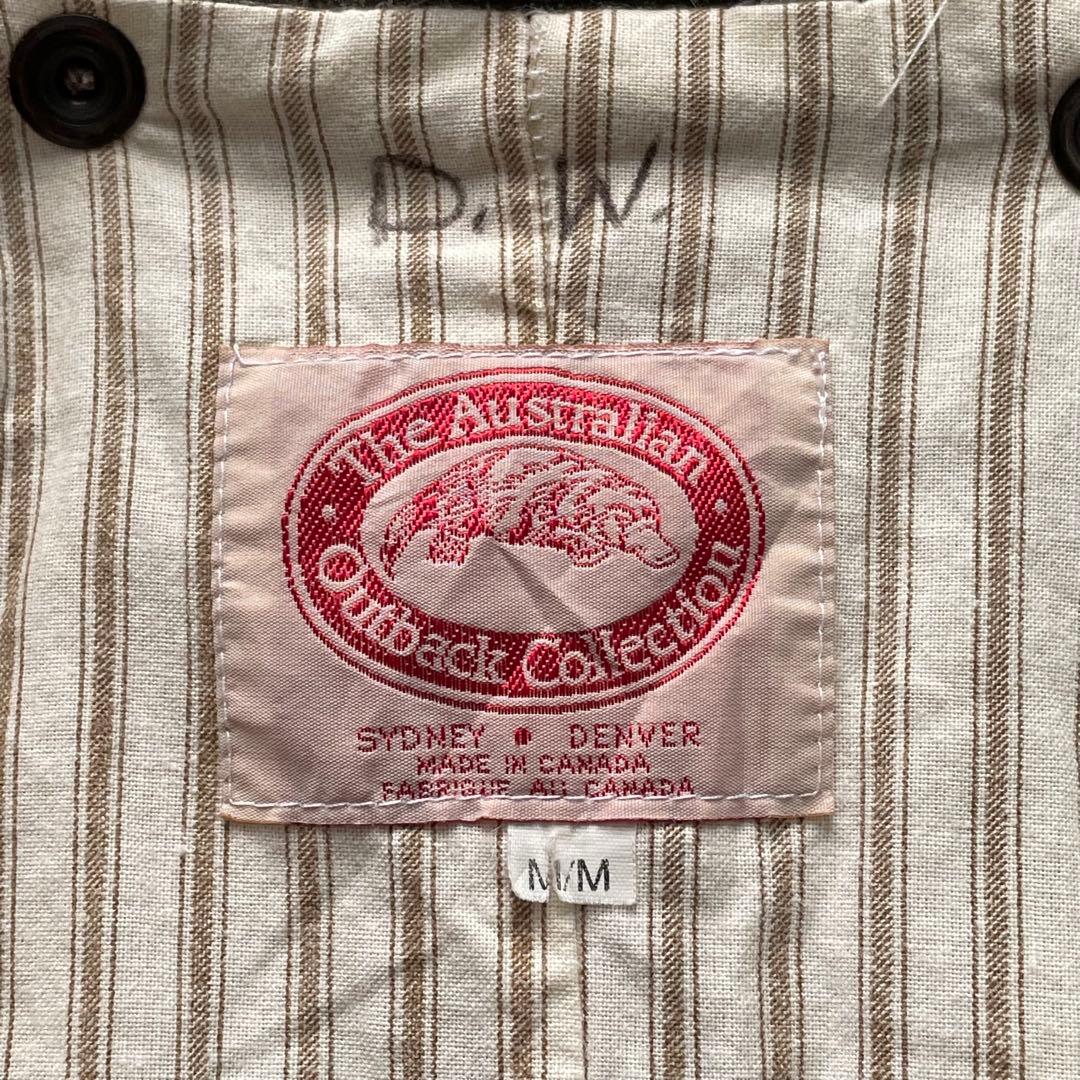 D. W.
The Australian
Outback Collection
SYDNEY • DENVER
MADE IN CANADA
FABRIQUE AU CANADA
M/M